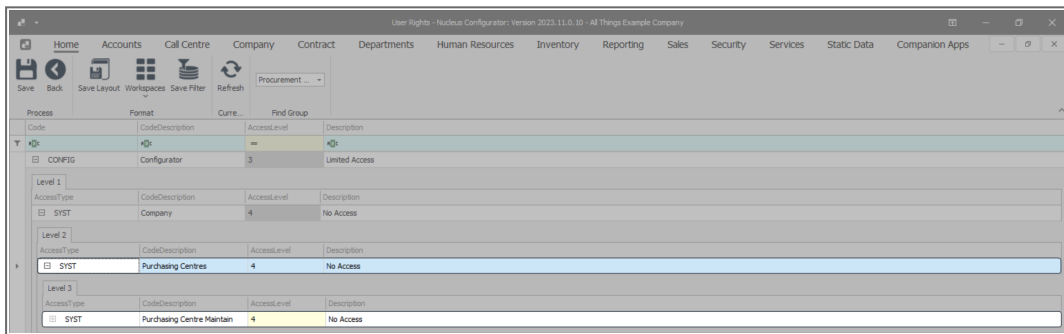 User Rights - Nucleus Configurator: Version 2023.11.0.10 - All Things Example Company
Home Accounts Call Centre Company Contract Departments Human Resources Inventory Reporting Sales Security Services Static Data Companion Apps
Save Back Save Layout Workspaces Save Filter Refresh Procurement ...
Process Format Curre... Find Group
Code CodeDescription AccessLevel Description
CONFIG Configurator 3 Limited Access
Level 1
AccessType CodeDescription AccessLevel Description
SYST Company 4 No Access
Level 2
AccessType CodeDescription AccessLevel Description
SYST Purchasing Centres 4 No Access
Level 3
AccessType CodeDescription AccessLevel Description
SYST Purchasing Centre Maintain 4 No Access